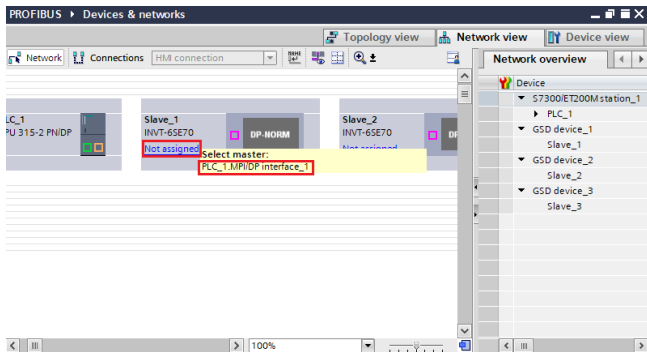 PROFIBUS ▸ Devices & networks
Topology view Network view Device view
Network Connections HMI connection
Network overview
Device
S7300/ET200M station_1
PLC_1
GSD device_1
Slave_1
GSD device_2
Slave_2
GSD device_3
Slave_3
LC_1
PU 315-2 PN/DP
Slave_1
INVT-6SE70
Not assigned
DP-NORM
Slave_2
INVT-6SE70
Not assigned
DP
Select master:
PLC_1.MPI/DP interface_1
100%